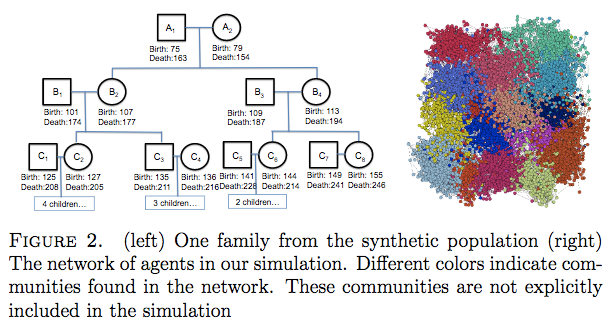 A1 A2
Birth: 75 Birth: 79
Death:163 Death:154
B1 B2 B3 B4
Birth: 101 Birth: 107 Birth: 109 Birth: 113
Death:174 Death:177 Death:187 Death:194
C1 C2 C3 C4 C5 C6 C7 C8
Birth: 125 Birth: 127 Birth: 135 Birth: 136 Birth: 141 Birth: 144 Birth: 149 Birth: 155
Death:208 Death:205 Death:211 Death:216 Death:228 Death:214 Death:241 Death:246
4 children... 3 children... 2 children...
FIGURE 2. (left) One family from the synthetic population (right)
The network of agents in our simulation. Different colors indicate com-
munities found in the network. These communities are not explicitly
included in the simulation